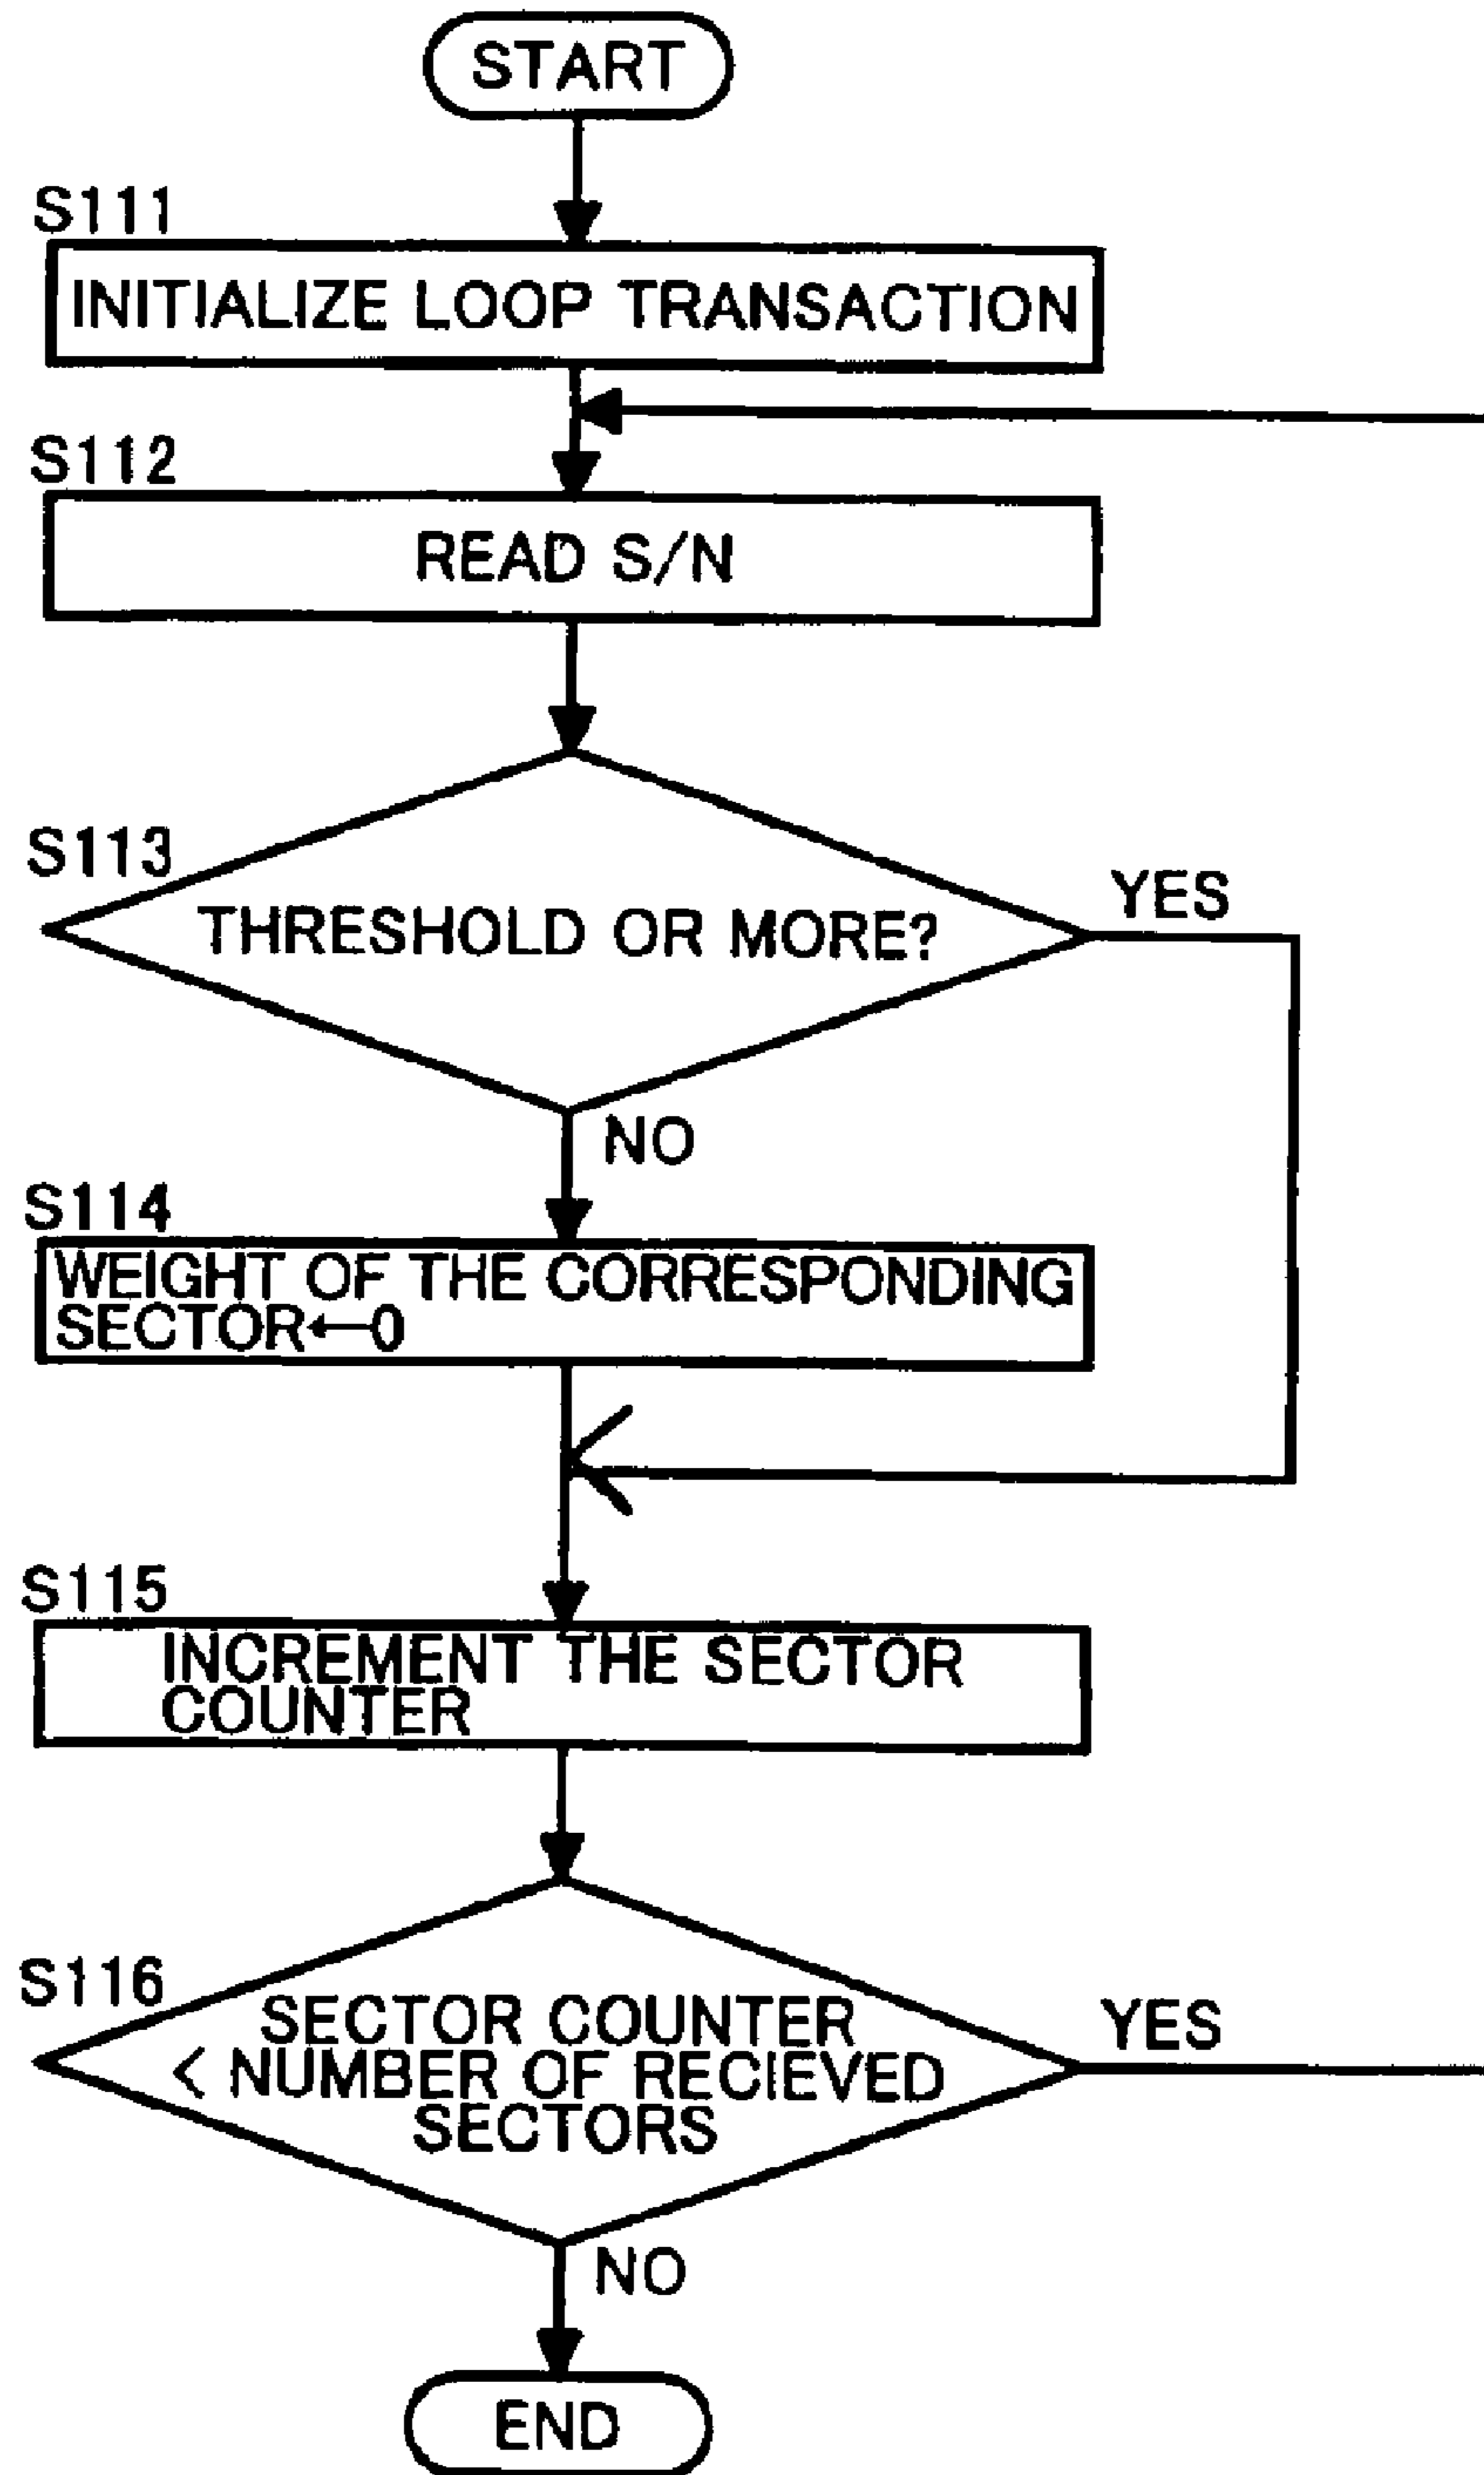 START
S111
INITIALIZE LOOP TRANSACTION
S112
READ S/N
S113
THRESHOLD OR MORE?
YES
NO
S114
WEIGHT OF THE CORRESPONDING
SECTOR←0
S115
INCREMENT THE SECTOR
COUNTER
S116
SECTOR COUNTER
< NUMBER OF RECIEVED
SECTORS
YES
NO
END